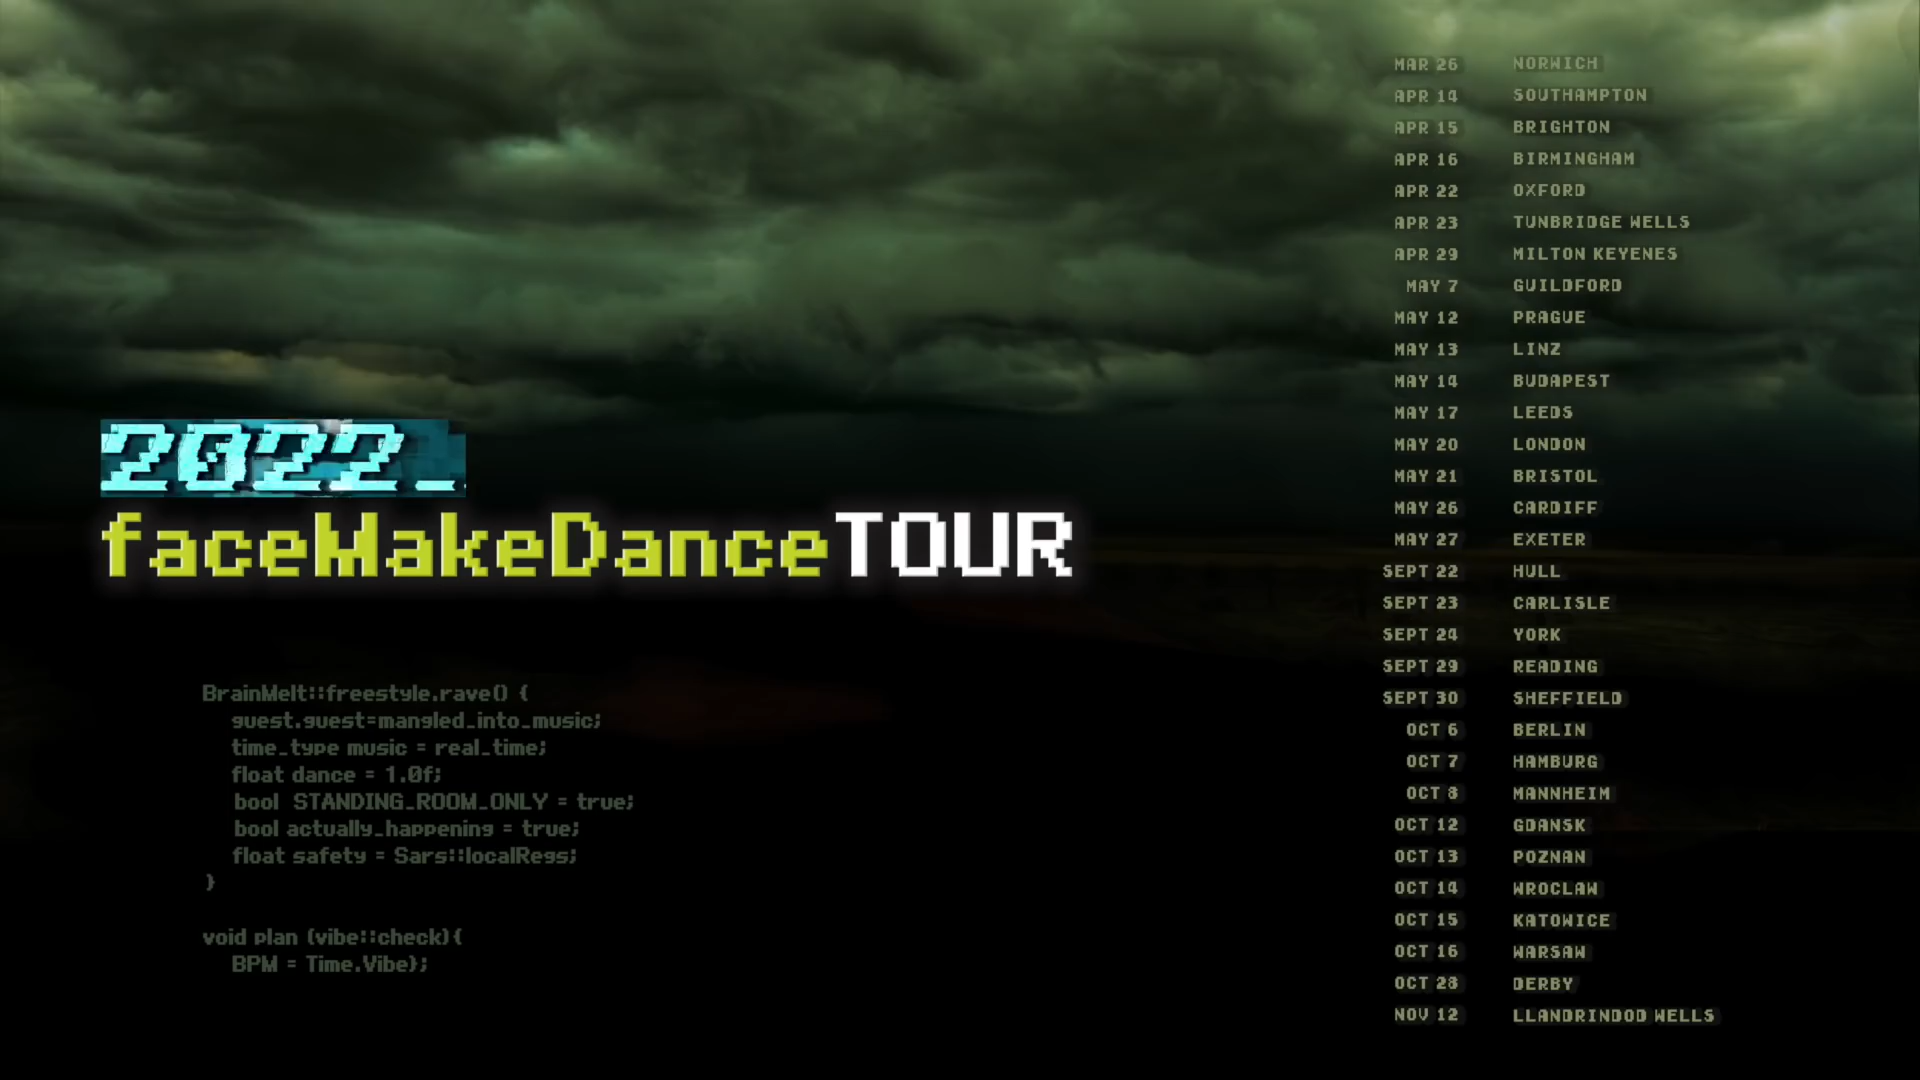 2022_
faceMakeDanceTOUR
BrainMelt::freestyle.rave() {
guest.guest=mangled_into_music;
time_type music = real_time;
float dance = 1.0f;
bool STANDING_ROOM_ONLY = true;
bool actually_happening = true;
float safety = Sars::localRegs;
}
void plan (vibe::check){
BPM = Time.Vibe};
MAR 26 NORWICH
APR 14 SOUTHAMPTON
APR 15 BRIGHTON
APR 16 BIRMINGHAM
APR 22 OXFORD
APR 23 TUNBRIDGE WELLS
APR 29 MILTON KEYENES
MAY 7 GUILDFORD
MAY 12 PRAGUE
MAY 13 LINZ
MAY 14 BUDAPEST
MAY 17 LEEDS
MAY 20 LONDON
MAY 21 BRISTOL
MAY 26 CARDIFF
MAY 27 EXETER
SEPT 22 HULL
SEPT 23 CARLISLE
SEPT 24 YORK
SEPT 29 READING
SEPT 30 SHEFFIELD
OCT 6 BERLIN
OCT 7 HAMBURG
OCT 8 MANNHEIM
OCT 12 GDANSK
OCT 13 POZNAN
OCT 14 WROCLAW
OCT 15 KATOWICE
OCT 16 WARSAW
OCT 28 DERBY
NOV 12 LLANDRINDOD WELLS